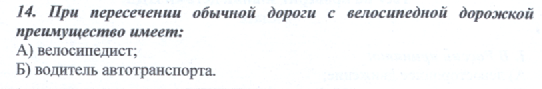 14. При пересечении обычной дороги с велосипедной дорожкой
преимущество имеет:
А) велосипедист;
Б) водитель автотранспорта.